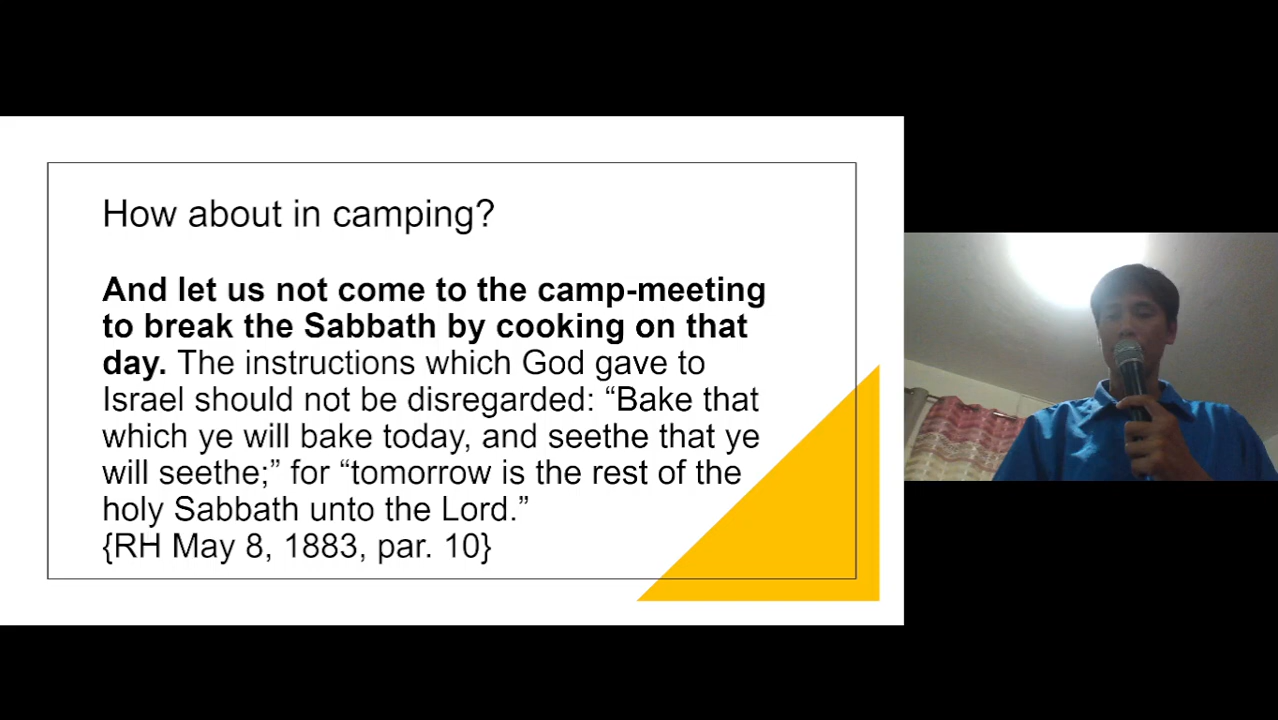 How about in camping?
And let us not come to the camp-meeting
to break the Sabbath by cooking on that
day. The instructions which God gave to
Israel should not be disregarded: “Bake that
which ye will bake today, and seethe that ye
will seethe;” for “tomorrow is the rest of the
holy Sabbath unto the Lord.”
{RH May 8, 1883, par. 10}